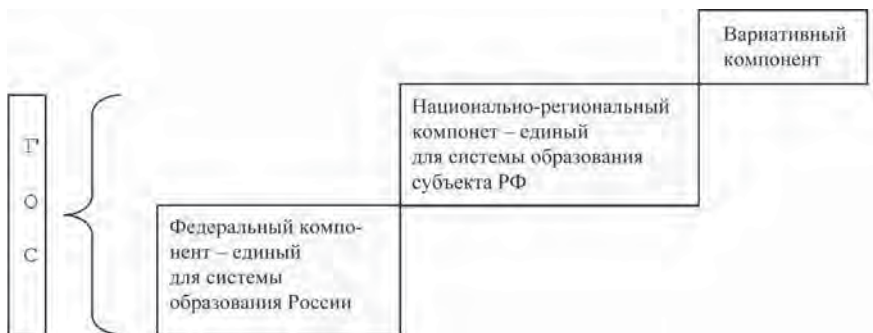 Вариативный
компонент
Национально-региональный
компонет – единый
для системы образования
субъекта РФ
Г
О
С
Федеральный компо-
нент – единый
для системы
образования России